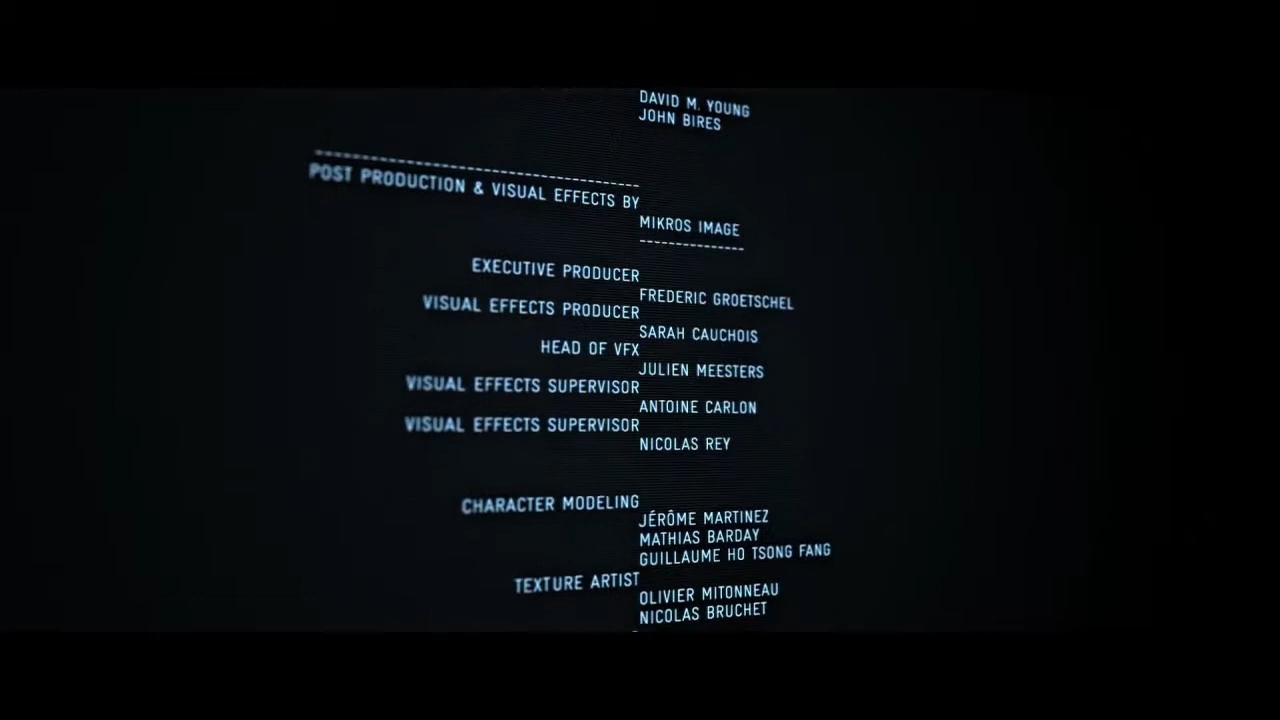 DAVID M. YOUNG
JOHN BIRES
POST PRODUCTION & VISUAL EFFECTS BY
MIKROS IMAGE
EXECUTIVE PRODUCER
FREDERIC GROETSCHEL
VISUAL EFFECTS PRODUCER
SARAH CAUCHOIS
HEAD OF VFX
JULIEN MEESTERS
VISUAL EFFECTS SUPERVISOR
ANTOINE CARLON
VISUAL EFFECTS SUPERVISOR
NICOLAS REY
CHARACTER MODELING
JÉRÔME MARTINEZ
MATHIAS BARDAY
GUILLAUME HO TSONG FANG
TEXTURE ARTIST
OLIVIER MITONNEAU
NICOLAS BRUCHET